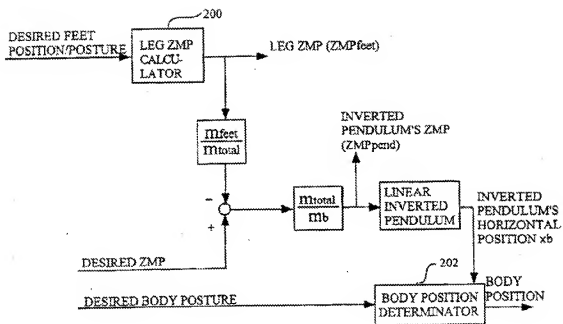 200
DESIRED FEET
POSITION/POSTURE
LEG ZMP
CALCU-
LATOR
LEG ZMP (ZMPfeet)
mfeet
mtotal
INVERTED
PENDULUM'S ZMP
(ZMPpend)
−
+
mtotal
mb
LINEAR
INVERTED
PENDULUM
INVERTED
PENDULUM'S
HORIZONTAL
POSITION xb
DESIRED ZMP
202
DESIRED BODY POSTURE
BODY POSITION
DETERMINATOR
BODY
POSITION